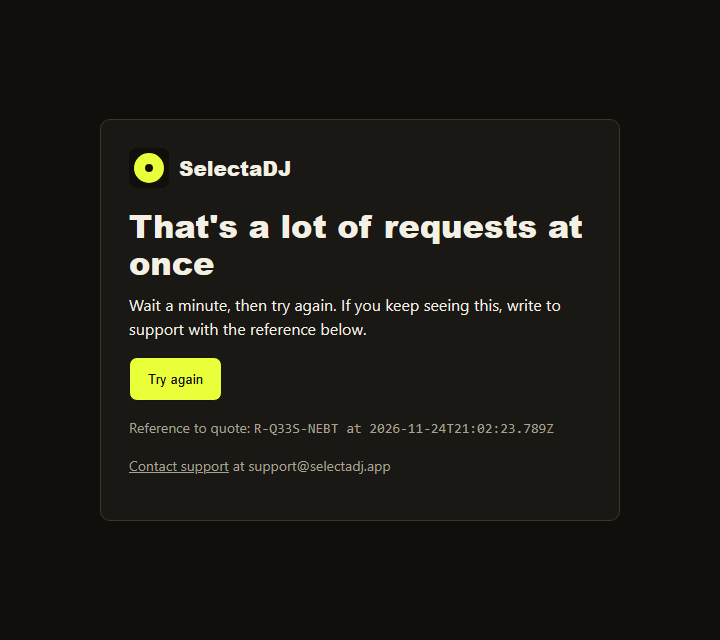 SelectaDJ
That's a lot of requests at
once
Wait a minute, then try again. If you keep seeing this, write to
support with the reference below.
Try again
Reference to quote: R-Q33S-NEBT at 2026-11-24T21:02:23.789Z
Contact support at support@selectadj.app